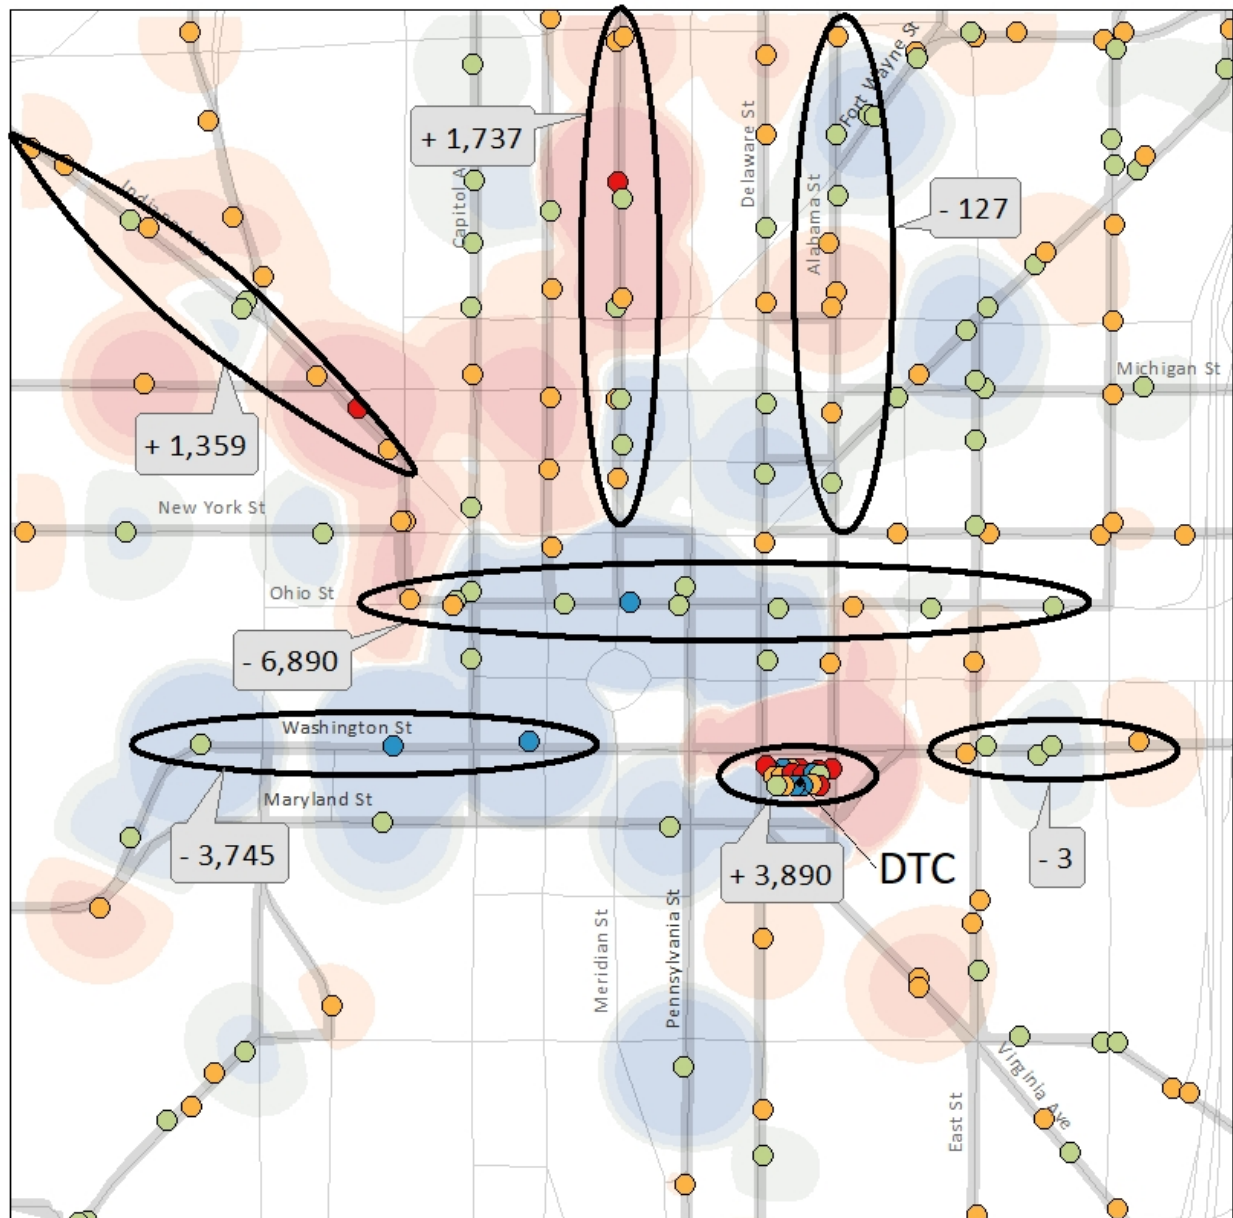 Fort Wayne St
+ 1,737
Delaware St
Capitol A
Indiana Ave
Alabama St
- 127
Michigan St
+ 1,359
New York St
Ohio St
- 6,890
Washington St
Maryland St
- 3,745
+ 3,890
DTC
- 3
Meridian St
Pennsylvania St
East St
Virginia Ave